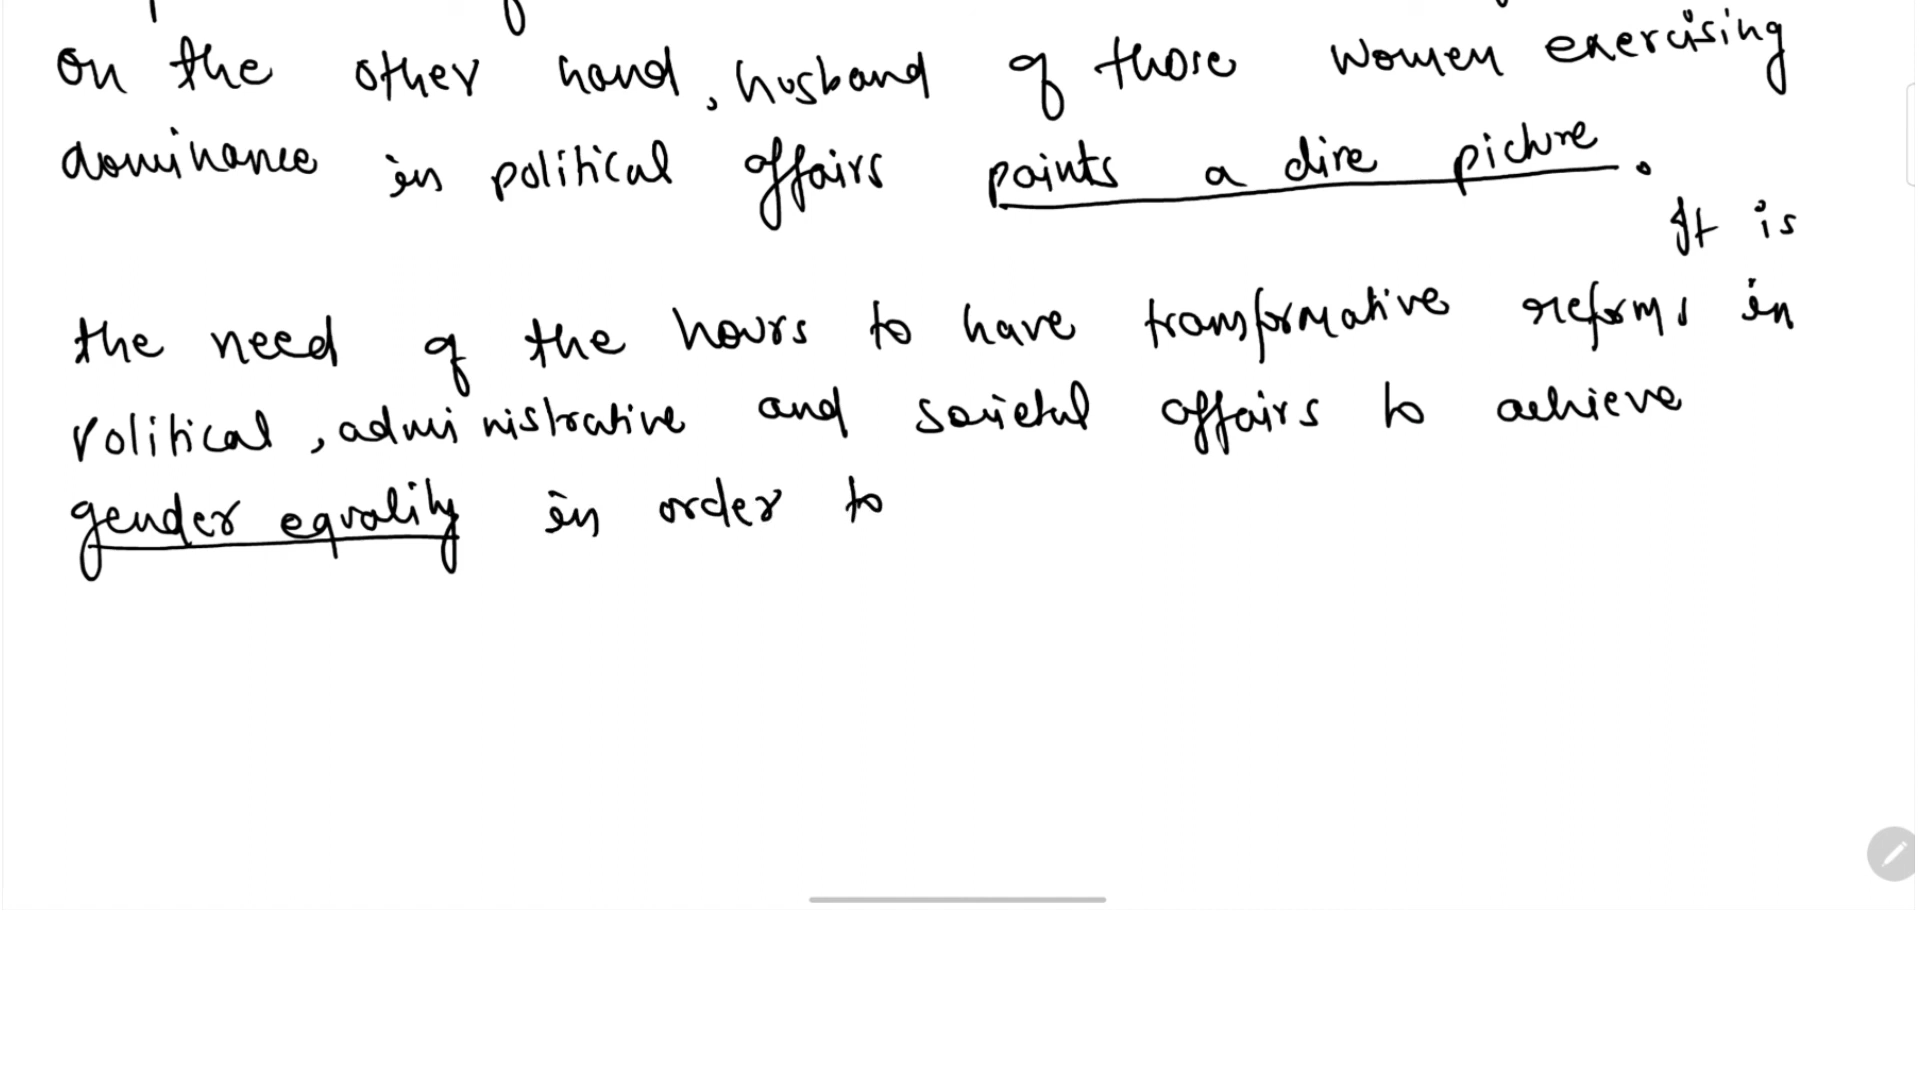 on the other hand, husband of those women exercising
dominance in political affairs paints a dire picture.
It is
the need of the hours to have transformative reforms in
Political, administrative and societal affairs to achieve
gender equality in order to